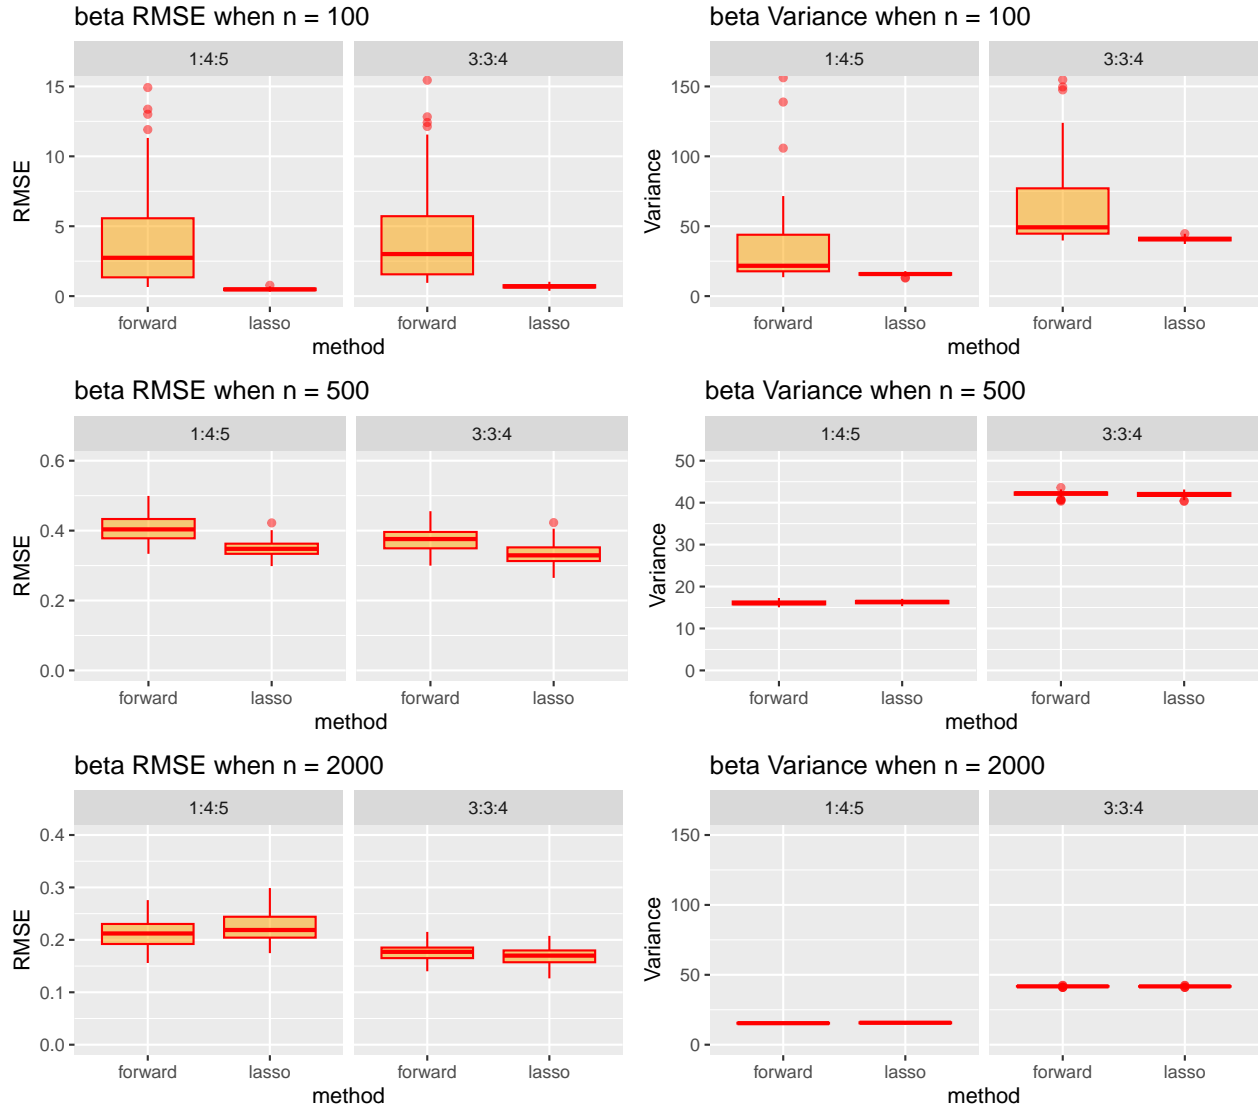 beta RMSE when n = 100
1:4:5
3:3:4
RMSE
15
10
5
0
forward
lasso
forward
lasso
method
beta Variance when n = 100
1:4:5
3:3:4
Variance
150
100
50
0
forward
lasso
forward
lasso
method
beta RMSE when n = 500
1:4:5
3:3:4
RMSE
0.6
0.4
0.2
0.0
forward
lasso
forward
lasso
method
beta Variance when n = 500
1:4:5
3:3:4
Variance
50
40
30
20
10
0
forward
lasso
forward
lasso
method
beta RMSE when n = 2000
1:4:5
3:3:4
RMSE
0.4
0.3
0.2
0.1
0.0
forward
lasso
forward
lasso
method
beta Variance when n = 2000
1:4:5
3:3:4
Variance
150
100
50
0
forward
lasso
forward
lasso
method